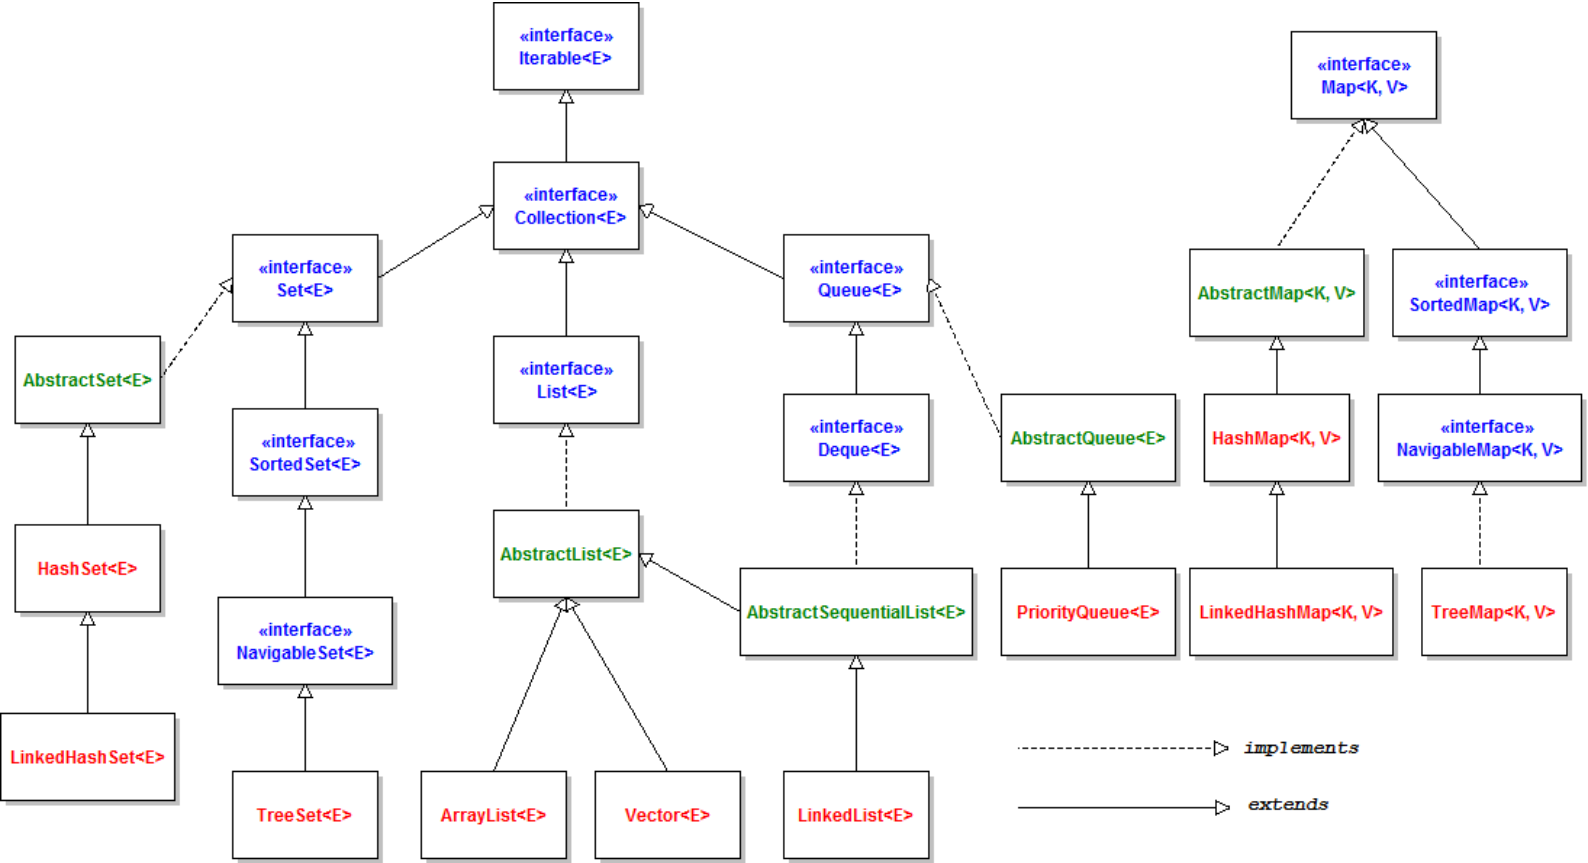 «interface»
Iterable<E>
«interface»
Map<K, V>
«interface»
Collection<E>
«interface»
Set<E>
«interface»
Queue<E>
AbstractMap<K, V>
«interface»
SortedMap<K, V>
AbstractSet<E>
«interface»
List<E>
«interface»
SortedSet<E>
«interface»
Deque<E>
AbstractQueue<E>
HashMap<K, V>
«interface»
NavigableMap<K, V>
HashSet<E>
AbstractList<E>
«interface»
NavigableSet<E>
AbstractSequentialList<E>
PriorityQueue<E>
LinkedHashMap<K, V>
TreeMap<K, V>
LinkedHashSet<E>
TreeSet<E>
ArrayList<E>
Vector<E>
LinkedList<E>
implements
extends